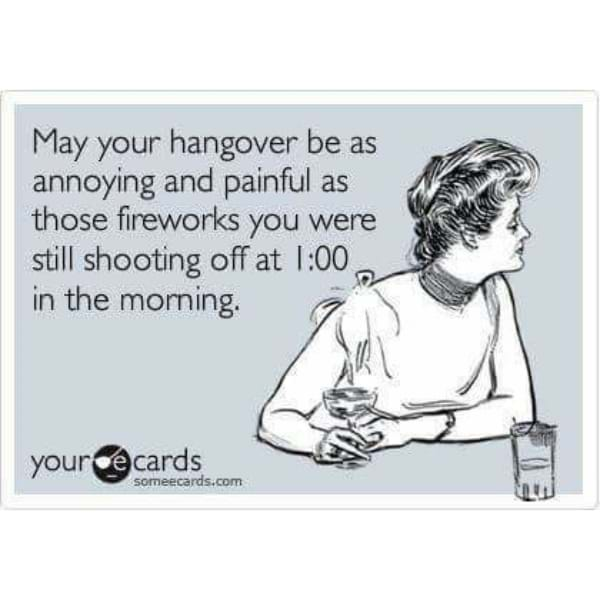 May your hangover be as
annoying and painful as
those fireworks you were
still shooting off at 1:00
in the morning.
your e cards
someecards.com